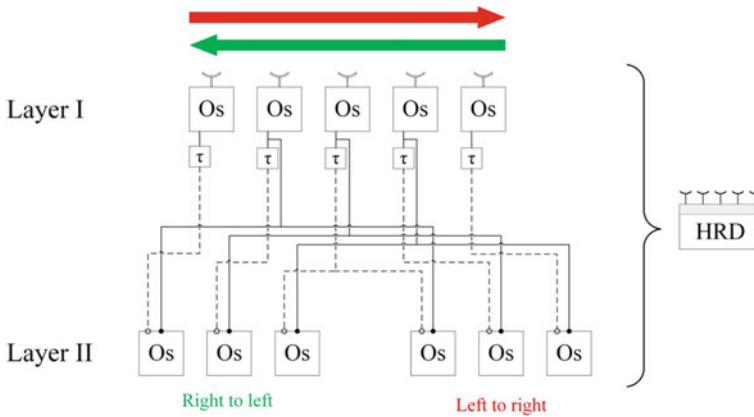 Layer I
Os Os Os Os Os
τ τ τ τ τ
HRD
Layer II
Os Os Os Os Os Os
Right to left
Left to right